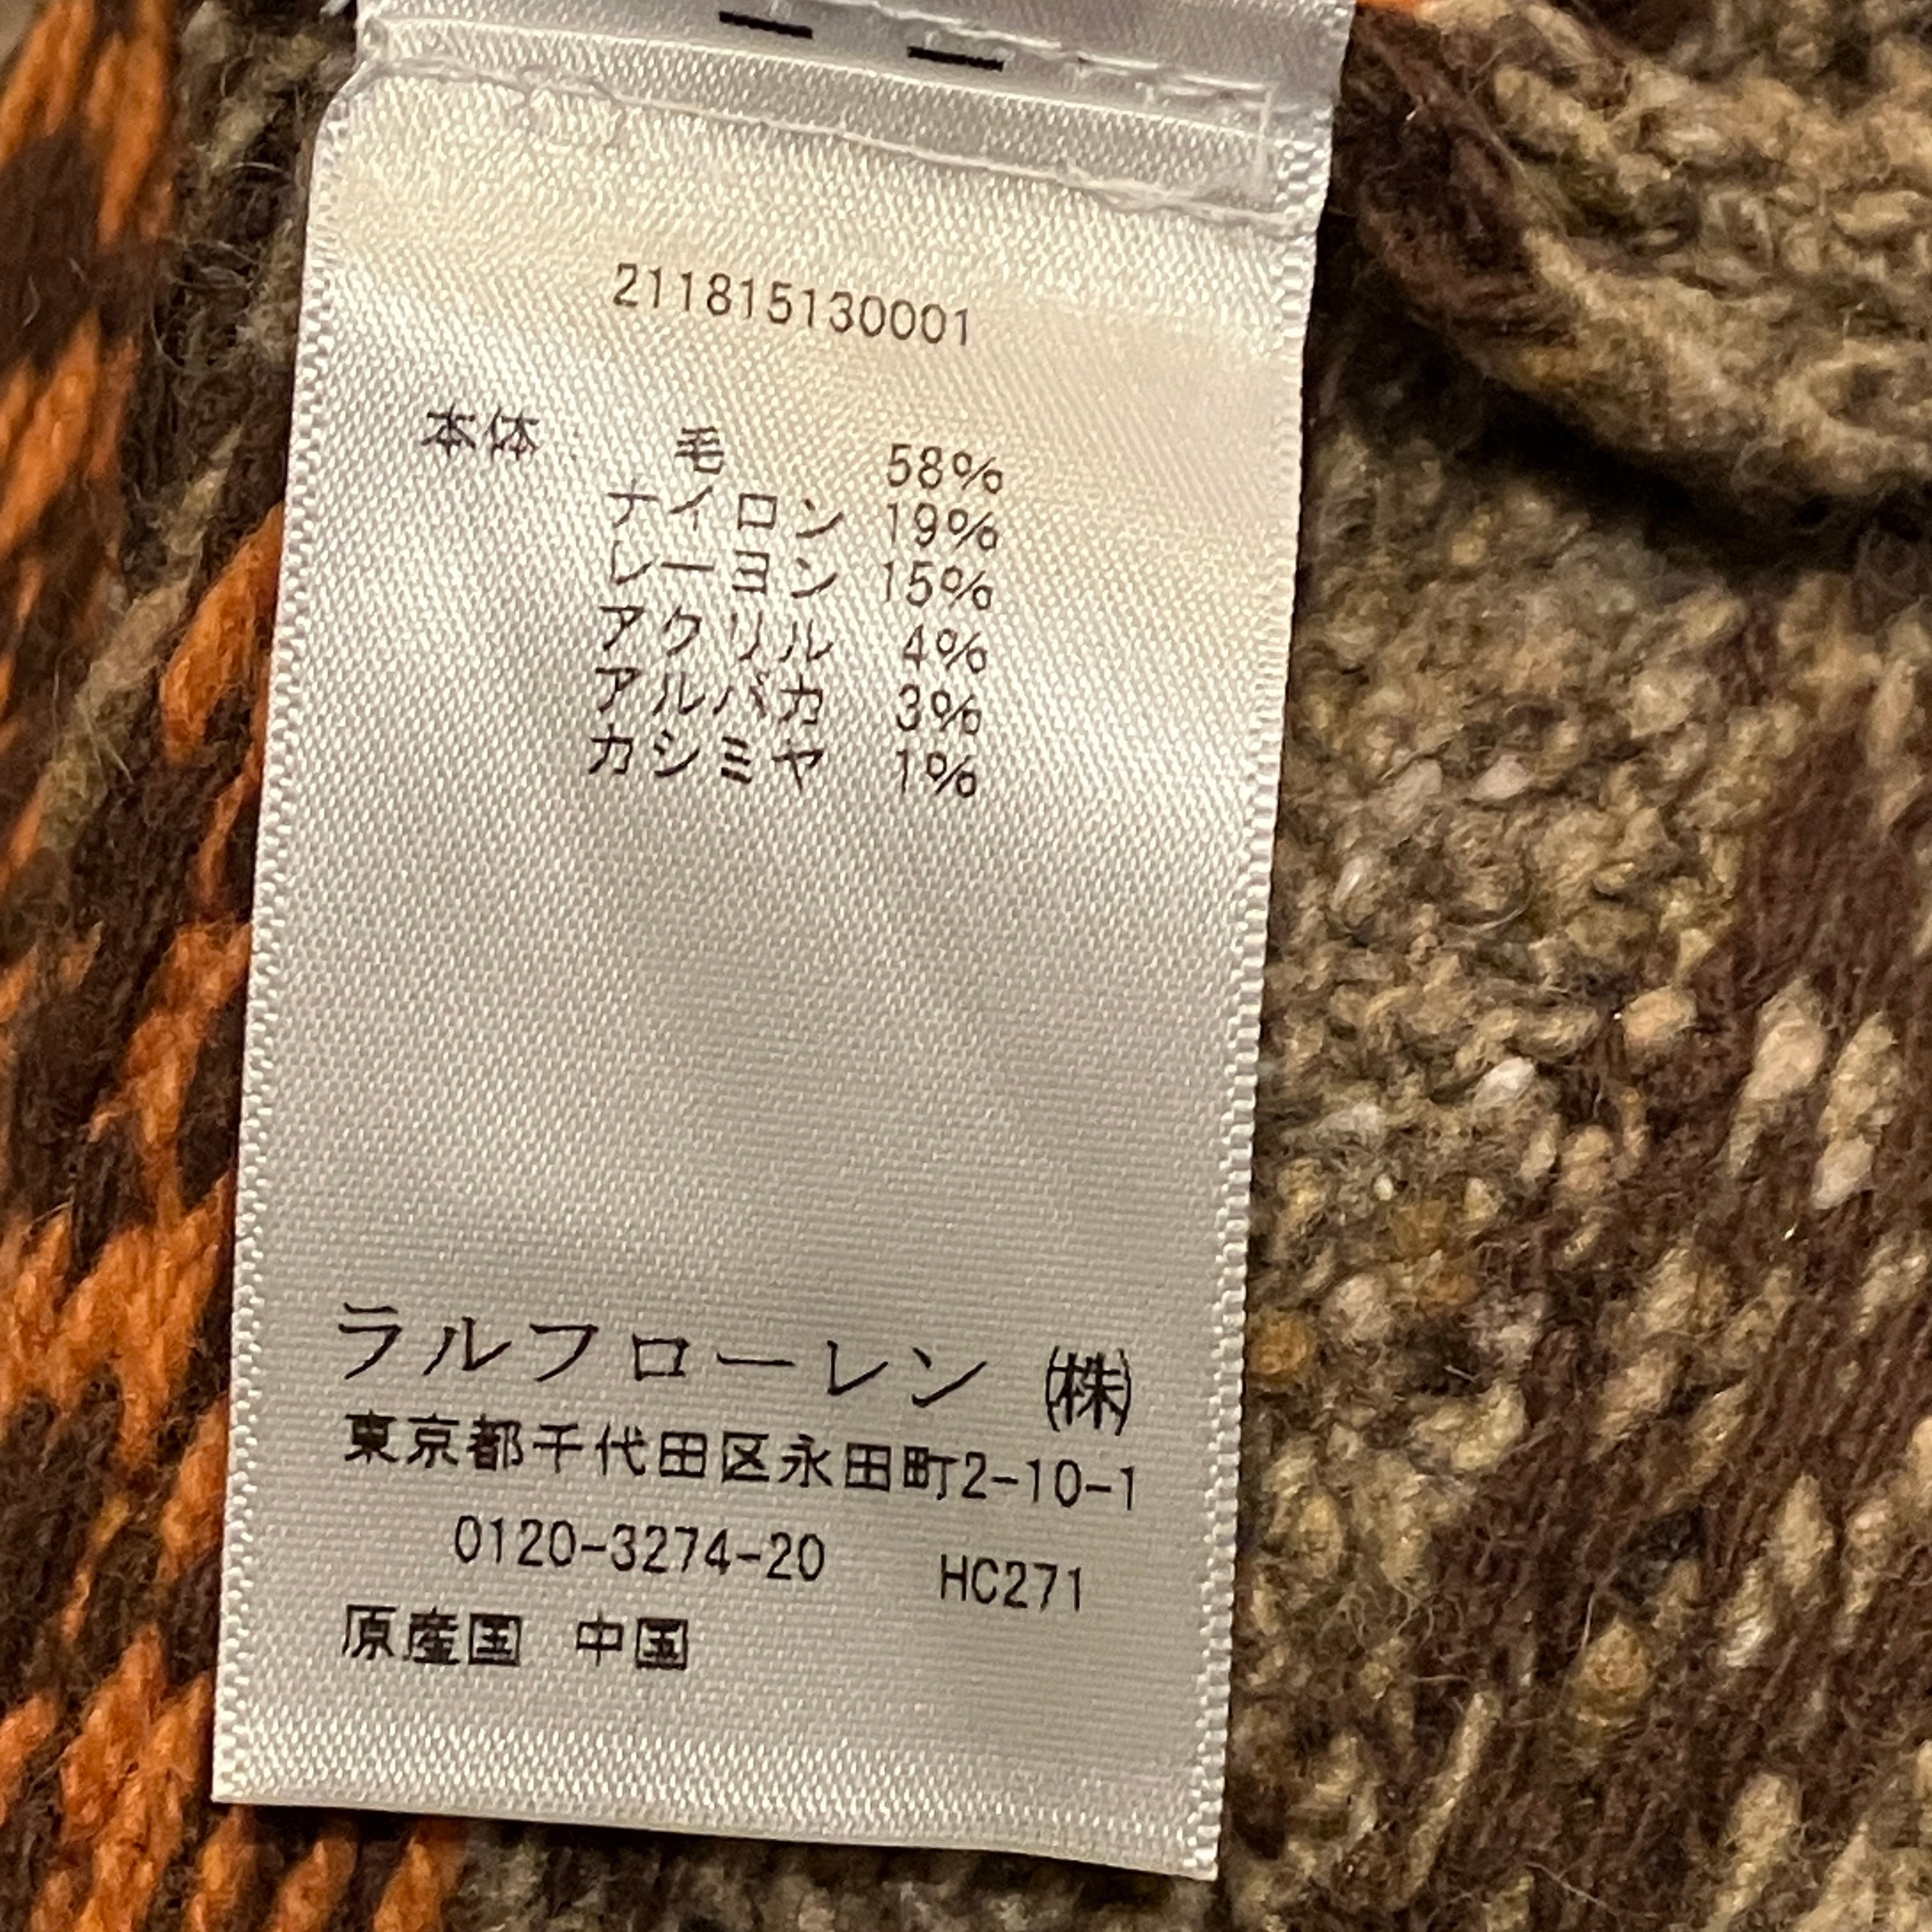 211815130001
本体 毛 58%
ナイロン 19%
レーヨン 15%
アクリル 4%
アルパカ 3%
カシミヤ 1%
ラルフローレン ㈱
東京都千代田区永田町2-10-1
0120-3274-20 HC271
原産国 中国